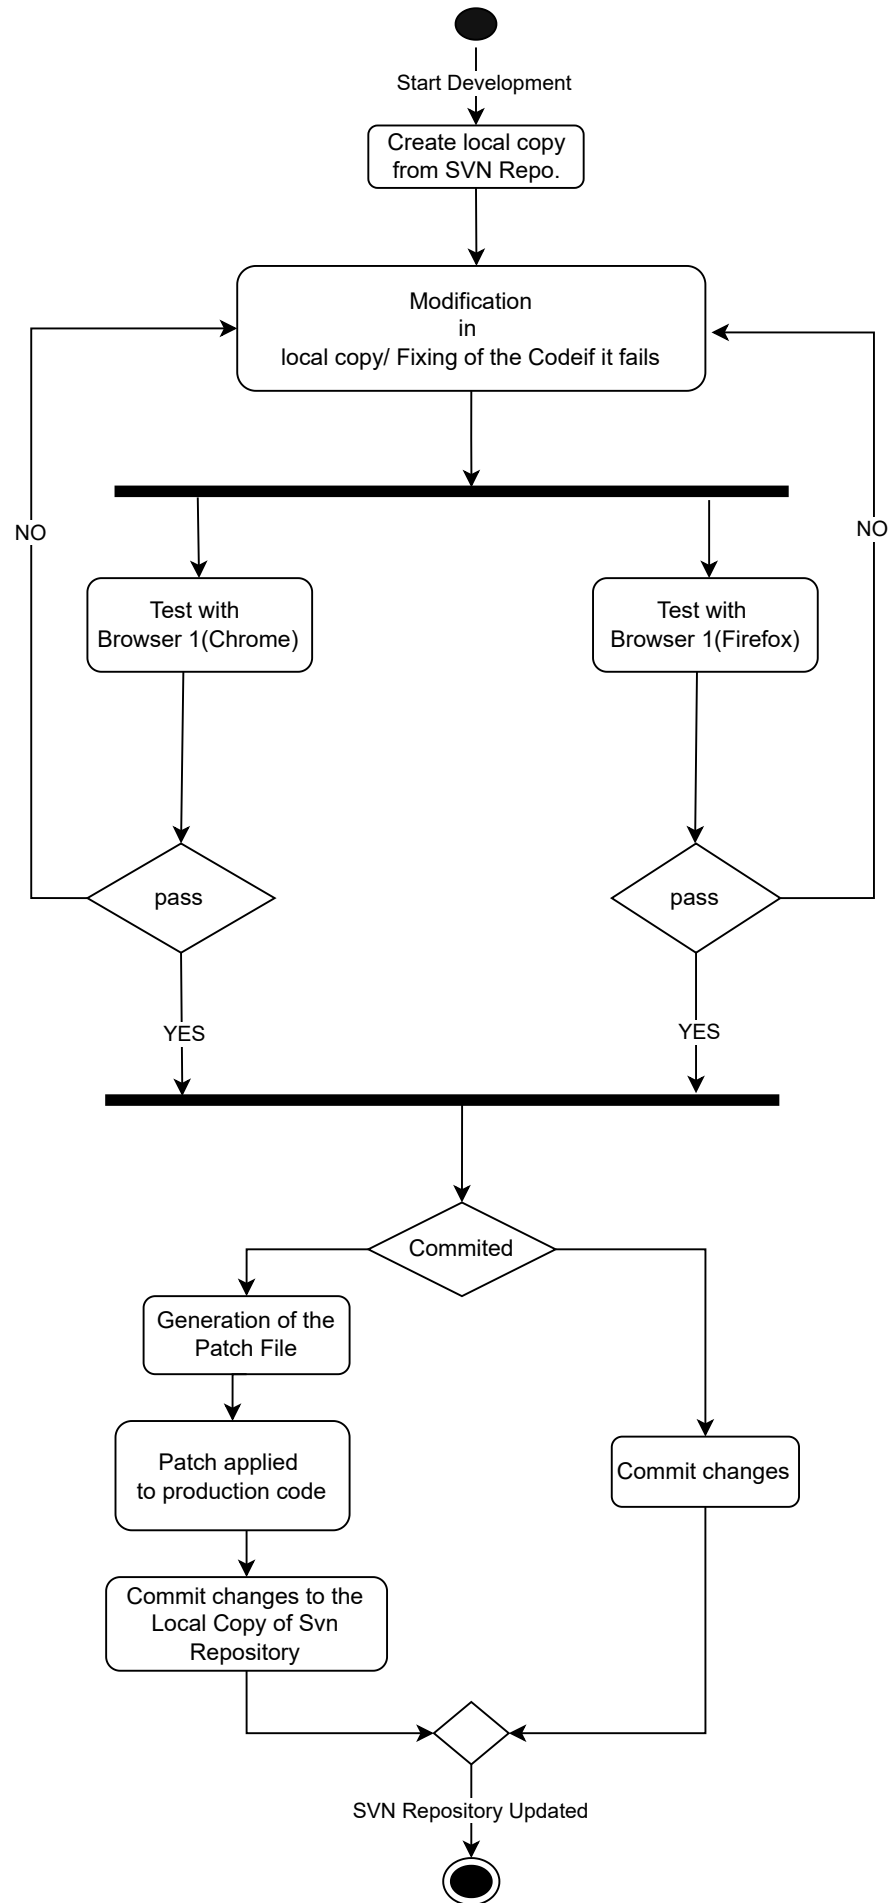 Start Development
Create local copy
from SVN Repo.
Modification
in
local copy/ Fixing of the Codeif it fails
NO
NO
Test with
Browser 1(Chrome)
Test with
Browser 1(Firefox)
pass
pass
YES
YES
Commited
Generation of the
Patch File
Patch applied
to production code
Commit changes
Commit changes to the
Local Copy of Svn
Repository
SVN Repository Updated